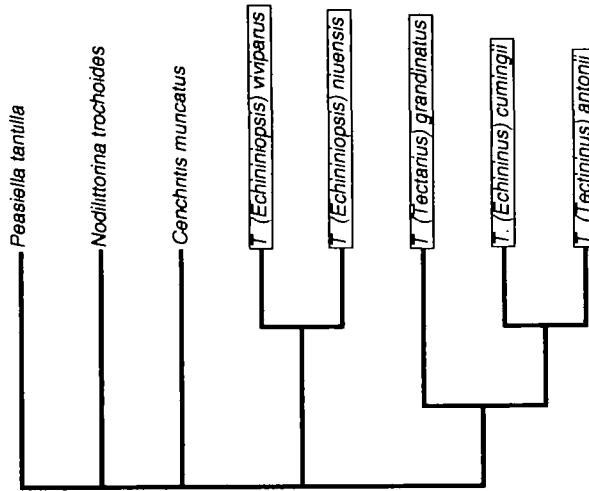 Peasiella tantilla
Nodilittorina trochoides
Cenchritis muricatus
T (Echininiopsis) viviparus
T (Echininiopsis) niuensis
T (Tectarius) grandinatus
T. (Echininus) cumingii
T (Tectininus) antonii